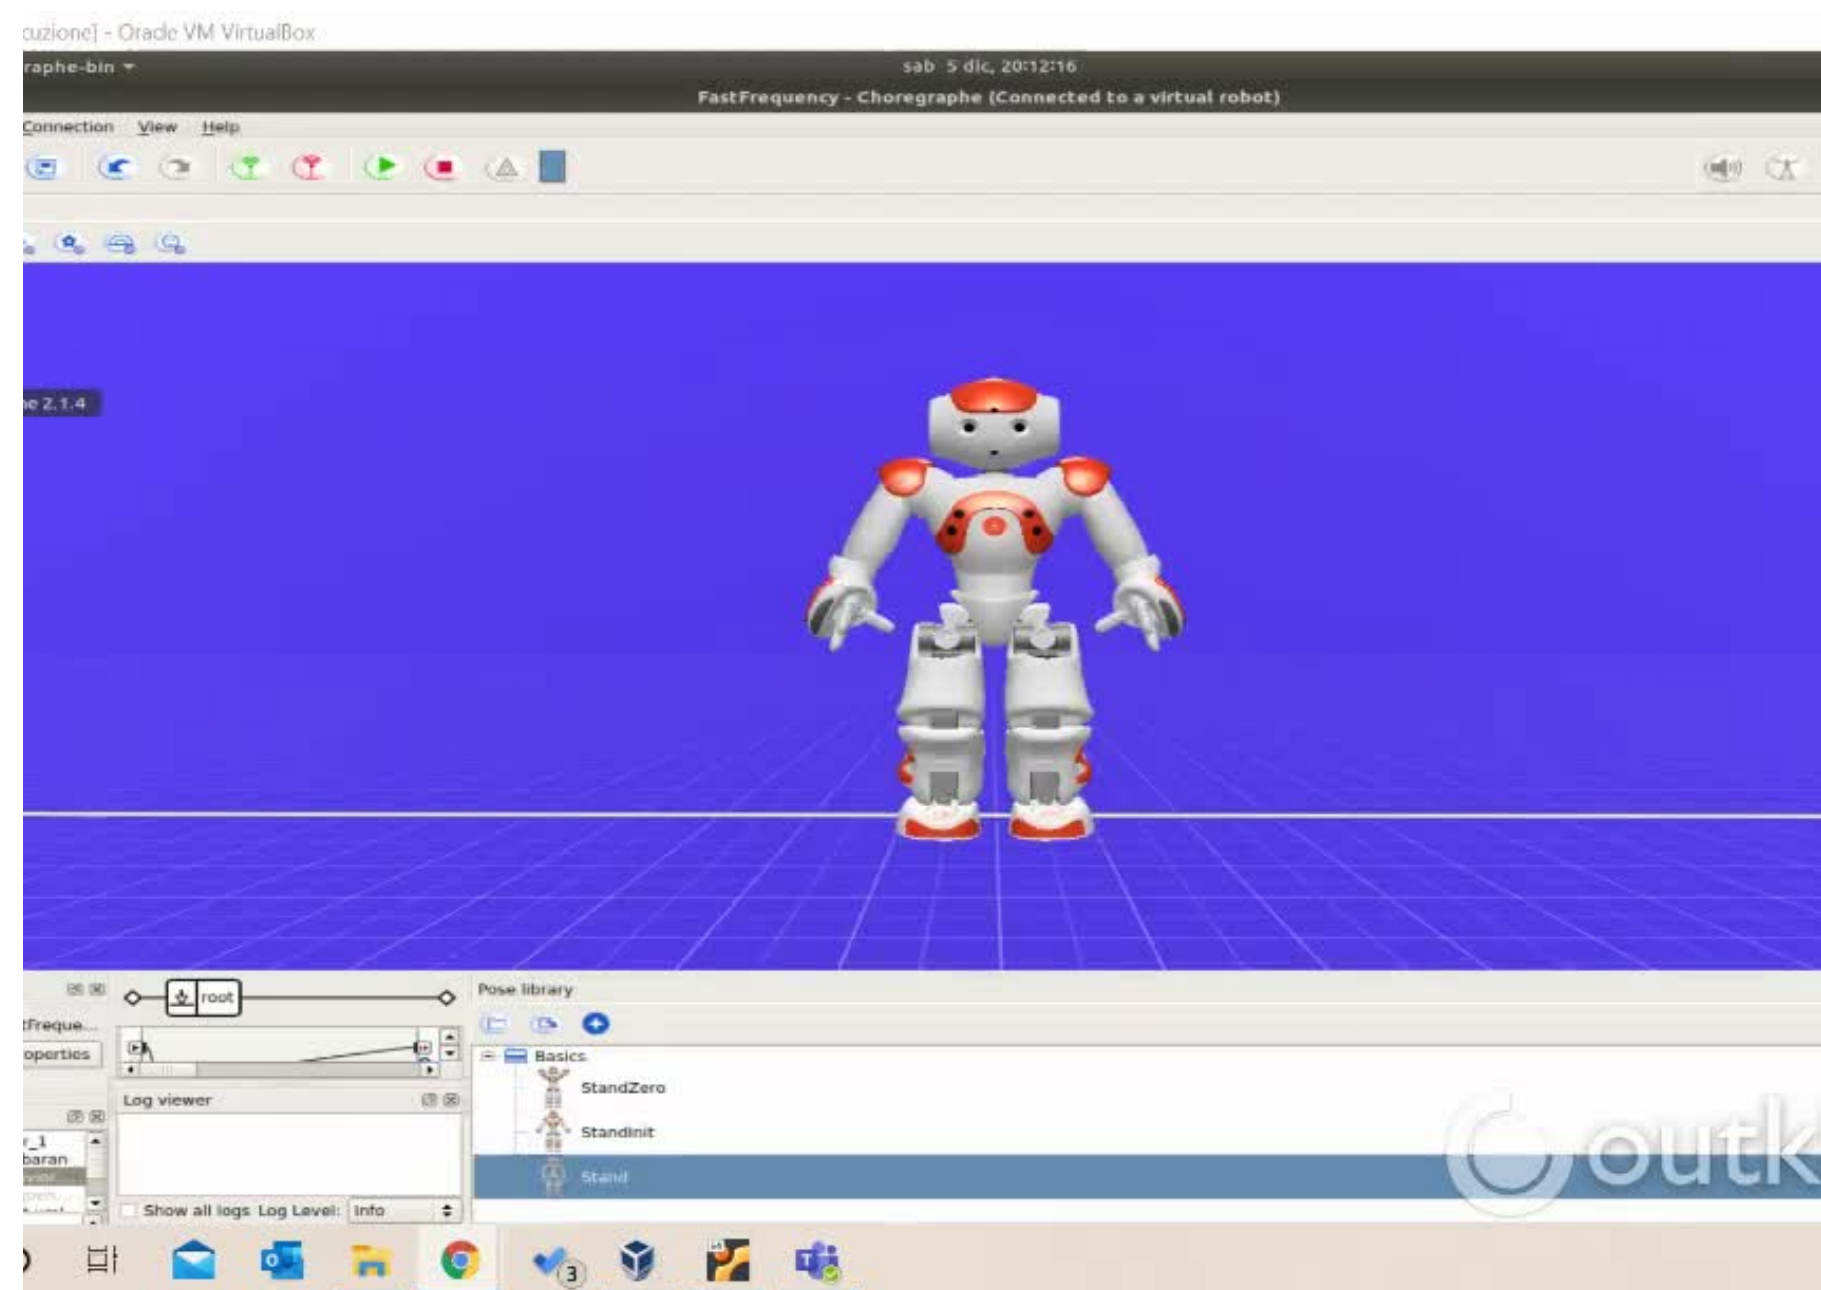 cuzione] - Oracle VM VirtualBox
raphe-bin
sab 5 dic, 20:12:16
FastFrequency - Choregraphe (Connected to a virtual robot)
Connection View Help
e 2.1.4
root
Pose library
tFreque...
operties
Basics
StandZero
Log viewer
_1
StandInit
baran
Stand
Show all logs Log Level: Info
outk
3